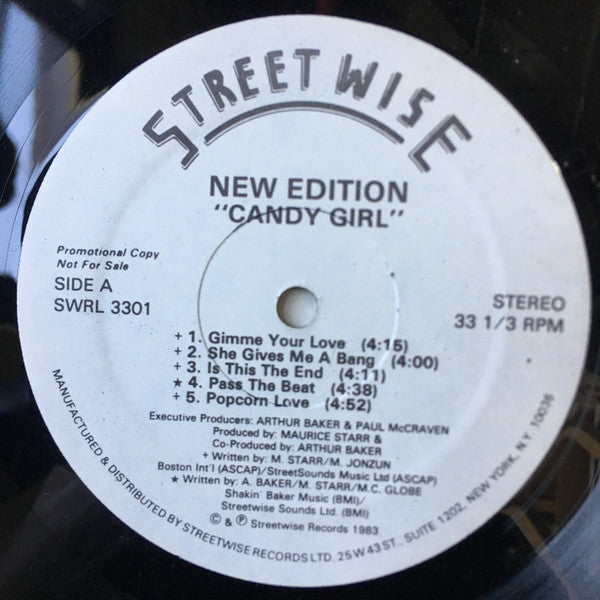 STREETWISE
NEW EDITION
"CANDY GIRL"
Promotional Copy
Not For Sale
SIDE A
SWRL 3301
STEREO
33 1/3 RPM
+ 1. Gimme Your Love (4:15)
+ 2. She Gives Me A Bang (4:00)
+ 3. Is This The End (4:11)
★ 4. Pass The Beat (4:38)
+ 5. Popcorn Love (4:52)
Executive Producers: ARTHUR BAKER & PAUL McCRAVEN
Produced by: MAURICE STARR &
Co-Produced by: ARTHUR BAKER
+ Written by: M. STARR/M. JONZUN
Boston Int'l (ASCAP)/StreetSounds Music Ltd (ASCAP)
★ Written by: A. BAKER/M. STARR/M.C. GLOBE
Shakin' Baker Music (BMI)/
Streetwise Sounds Ltd. (BMI)
© & ℗ Streetwise Records 1983
MANUFACTURED & DISTRIBUTED BY STREETWISE RECORDS LTD. 25 W 43 ST., SUITE 1202, NEW YORK, N.Y. 10036